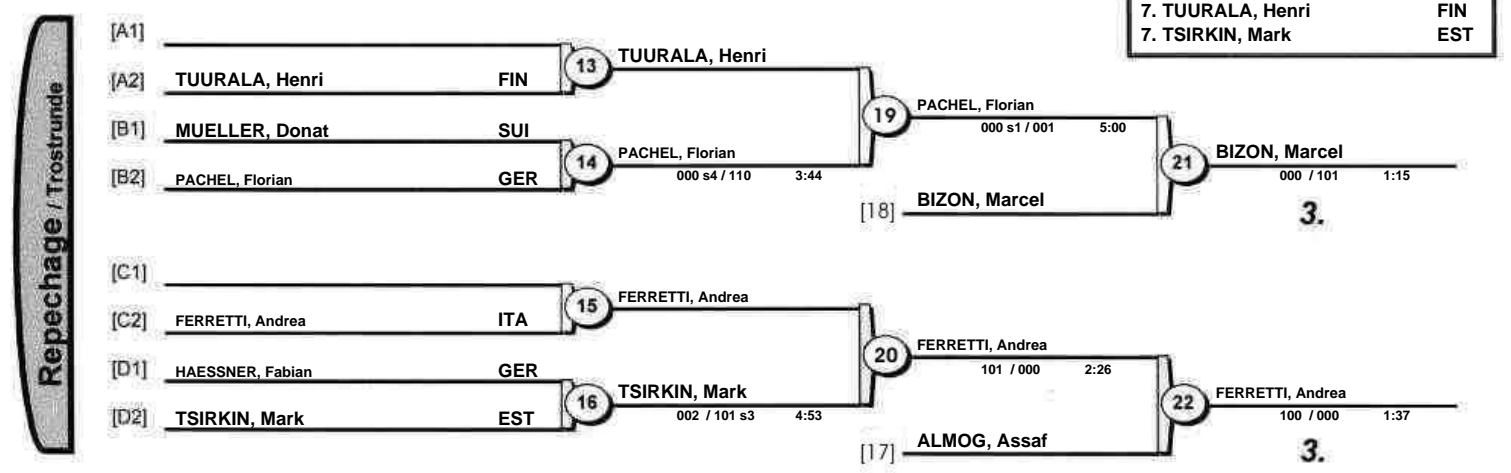 7. TUURALA, Henri FIN
7. TSIRKIN, Mark EST
Repechage / Trostrunde
[A1]
13 TUURALA, Henri
[A2] TUURALA, Henri FIN
19 PACHEL, Florian
000 s1 / 001 5:00
[B1] MUELLER, Donat SUI
14 PACHEL, Florian
000 s4 / 110 3:44
[B2] PACHEL, Florian GER
21 BIZON, Marcel
000 / 101 1:15
[18] BIZON, Marcel
3.
[C1]
15 FERRETTI, Andrea
[C2] FERRETTI, Andrea ITA
20 FERRETTI, Andrea
101 / 000 2:26
[D1] HAESSNER, Fabian GER
16 TSIRKIN, Mark
002 / 101 s3 4:53
[D2] TSIRKIN, Mark EST
22 FERRETTI, Andrea
100 / 000 1:37
[17] ALMOG, Assaf
3.